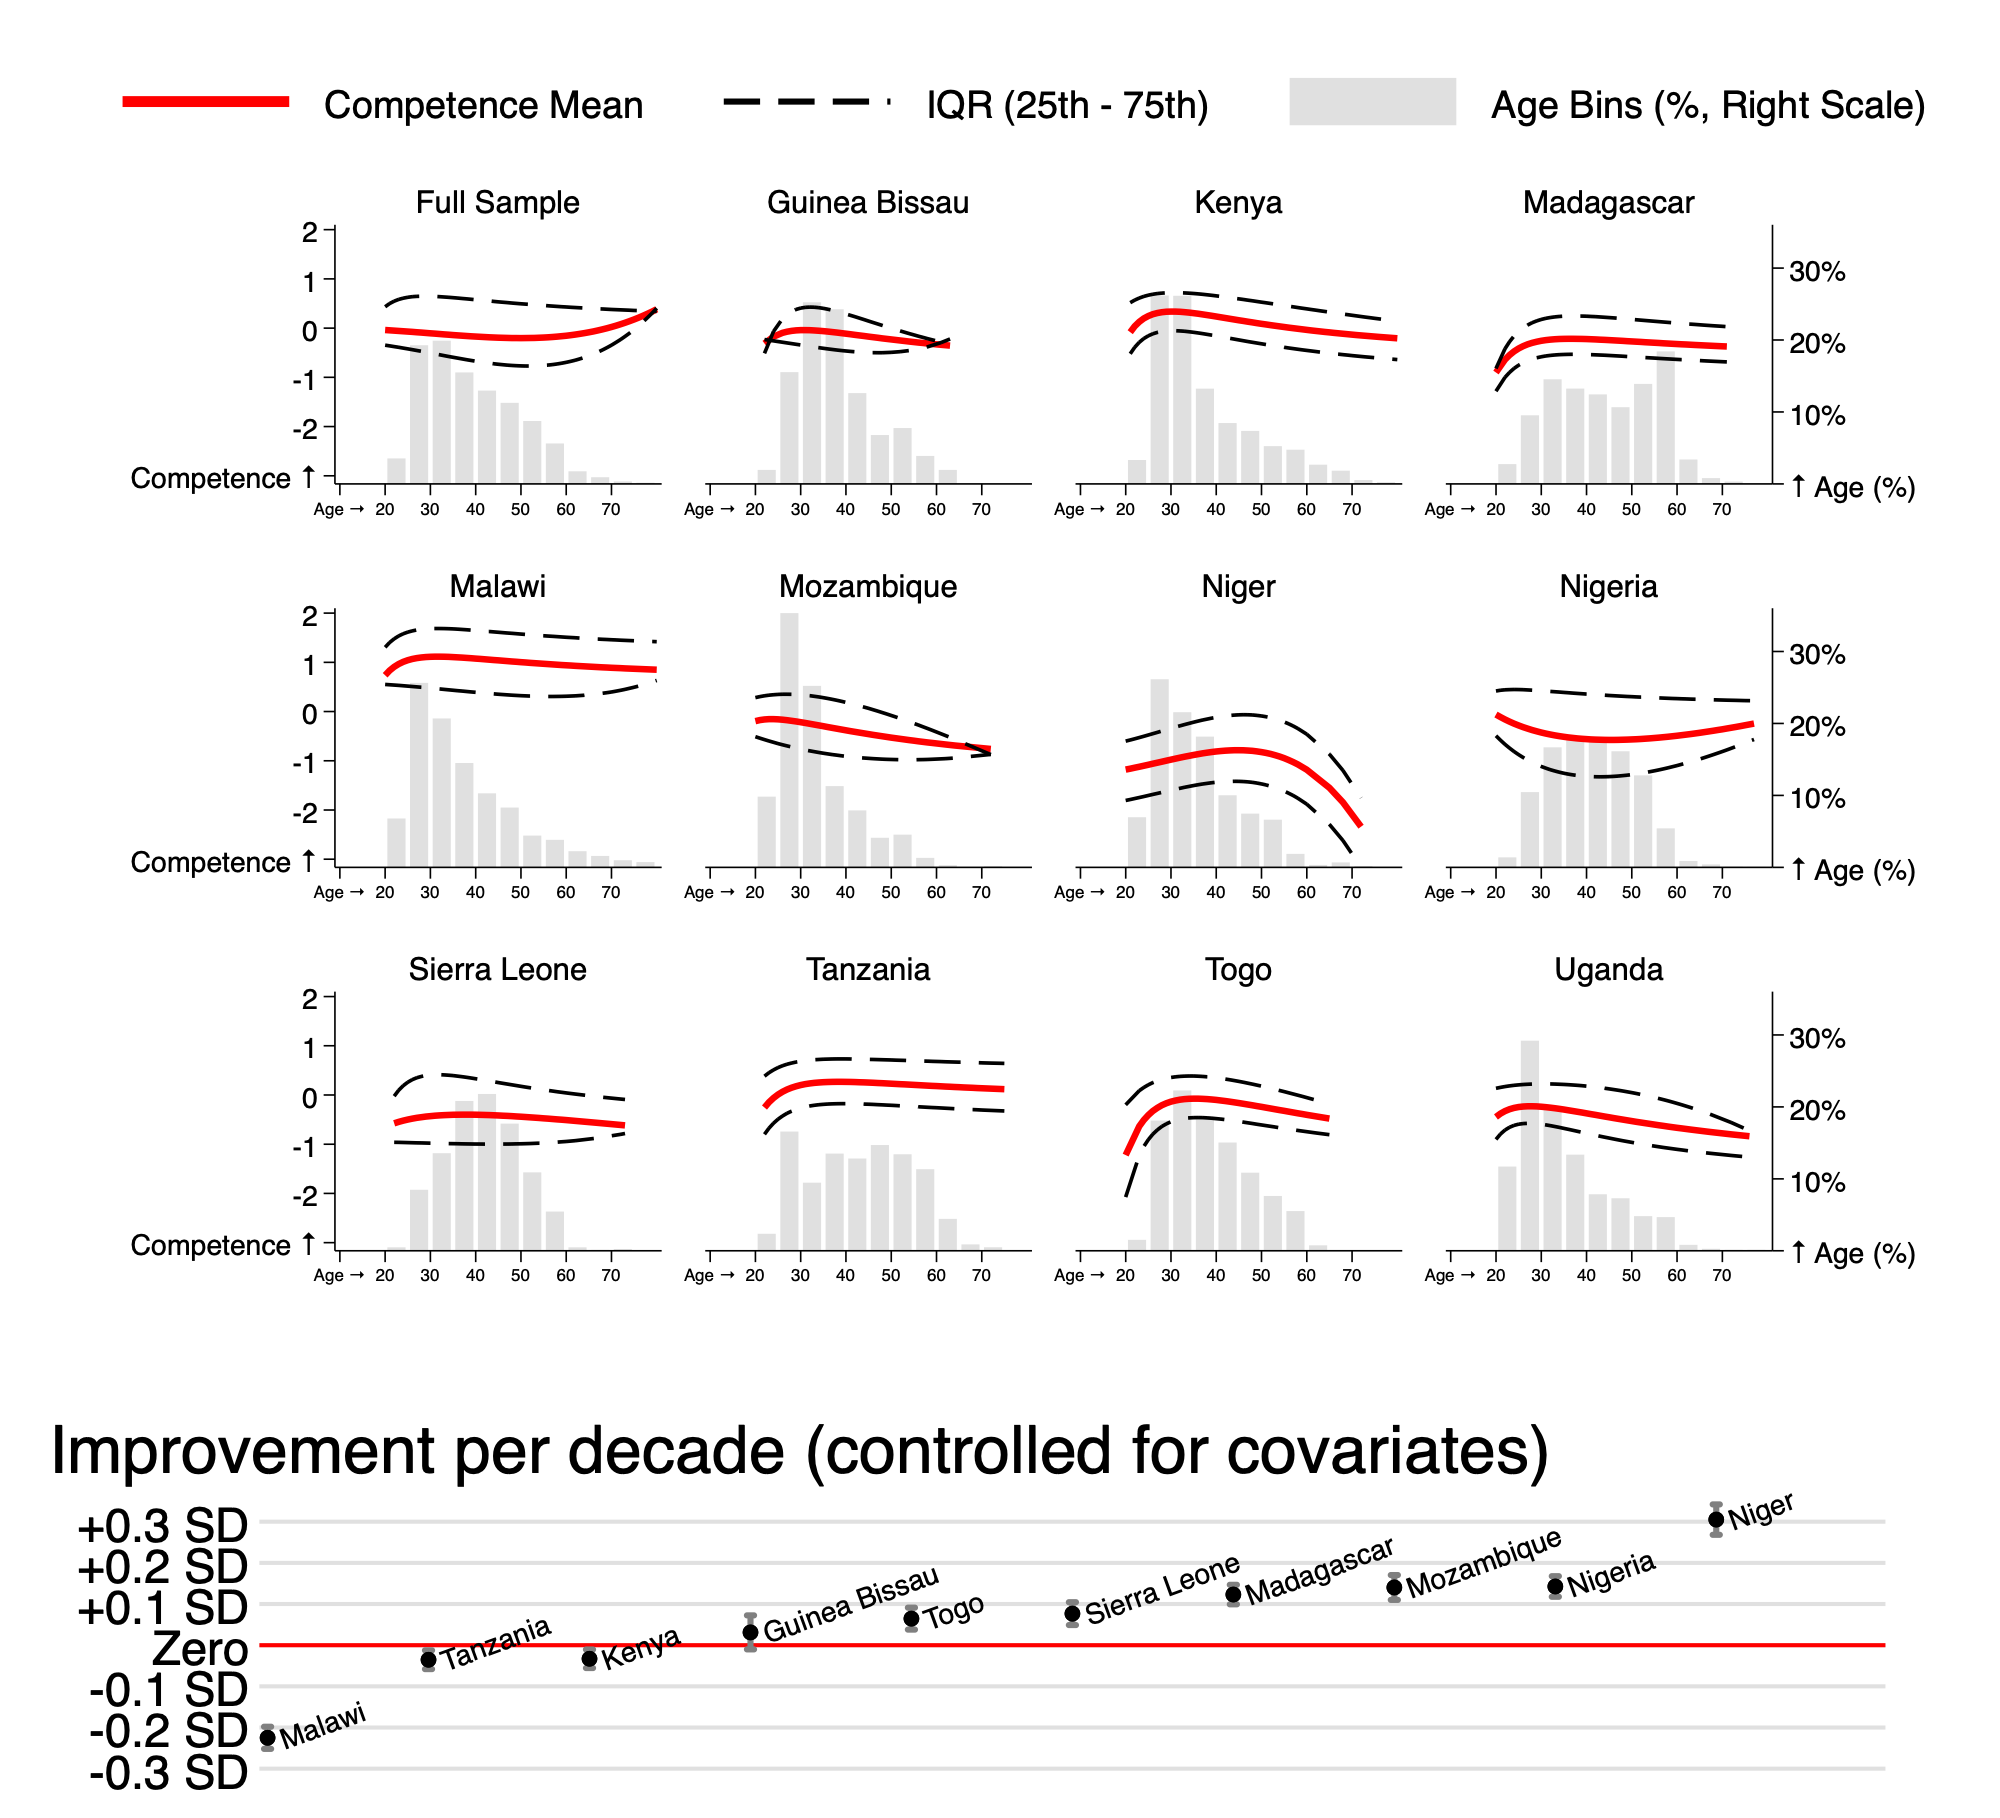 Competence Mean IQR (25th - 75th) Age Bins (%, Right Scale)
Full Sample Guinea Bissau Kenya Madagascar
2
1 30%
0 20%
-1
-2 10%
Competence ↑ ↑ Age (%)
Age → 20 30 40 50 60 70 Age → 20 30 40 50 60 70 Age → 20 30 40 50 60 70 Age → 20 30 40 50 60 70
Malawi Mozambique Niger Nigeria
2
1 30%
0 20%
-1
-2 10%
Competence ↑ ↑ Age (%)
Age → 20 30 40 50 60 70 Age → 20 30 40 50 60 70 Age → 20 30 40 50 60 70 Age → 20 30 40 50 60 70
Sierra Leone Tanzania Togo Uganda
2
1 30%
0 20%
-1
-2 10%
Competence ↑ ↑ Age (%)
Age → 20 30 40 50 60 70 Age → 20 30 40 50 60 70 Age → 20 30 40 50 60 70 Age → 20 30 40 50 60 70
Improvement per decade (controlled for covariates)
+0.3 SD
+0.2 SD
+0.1 SD
Zero
-0.1 SD
-0.2 SD
-0.3 SD
Malawi
Tanzania
Kenya
Guinea Bissau
Togo
Sierra Leone
Madagascar
Mozambique
Nigeria
Niger